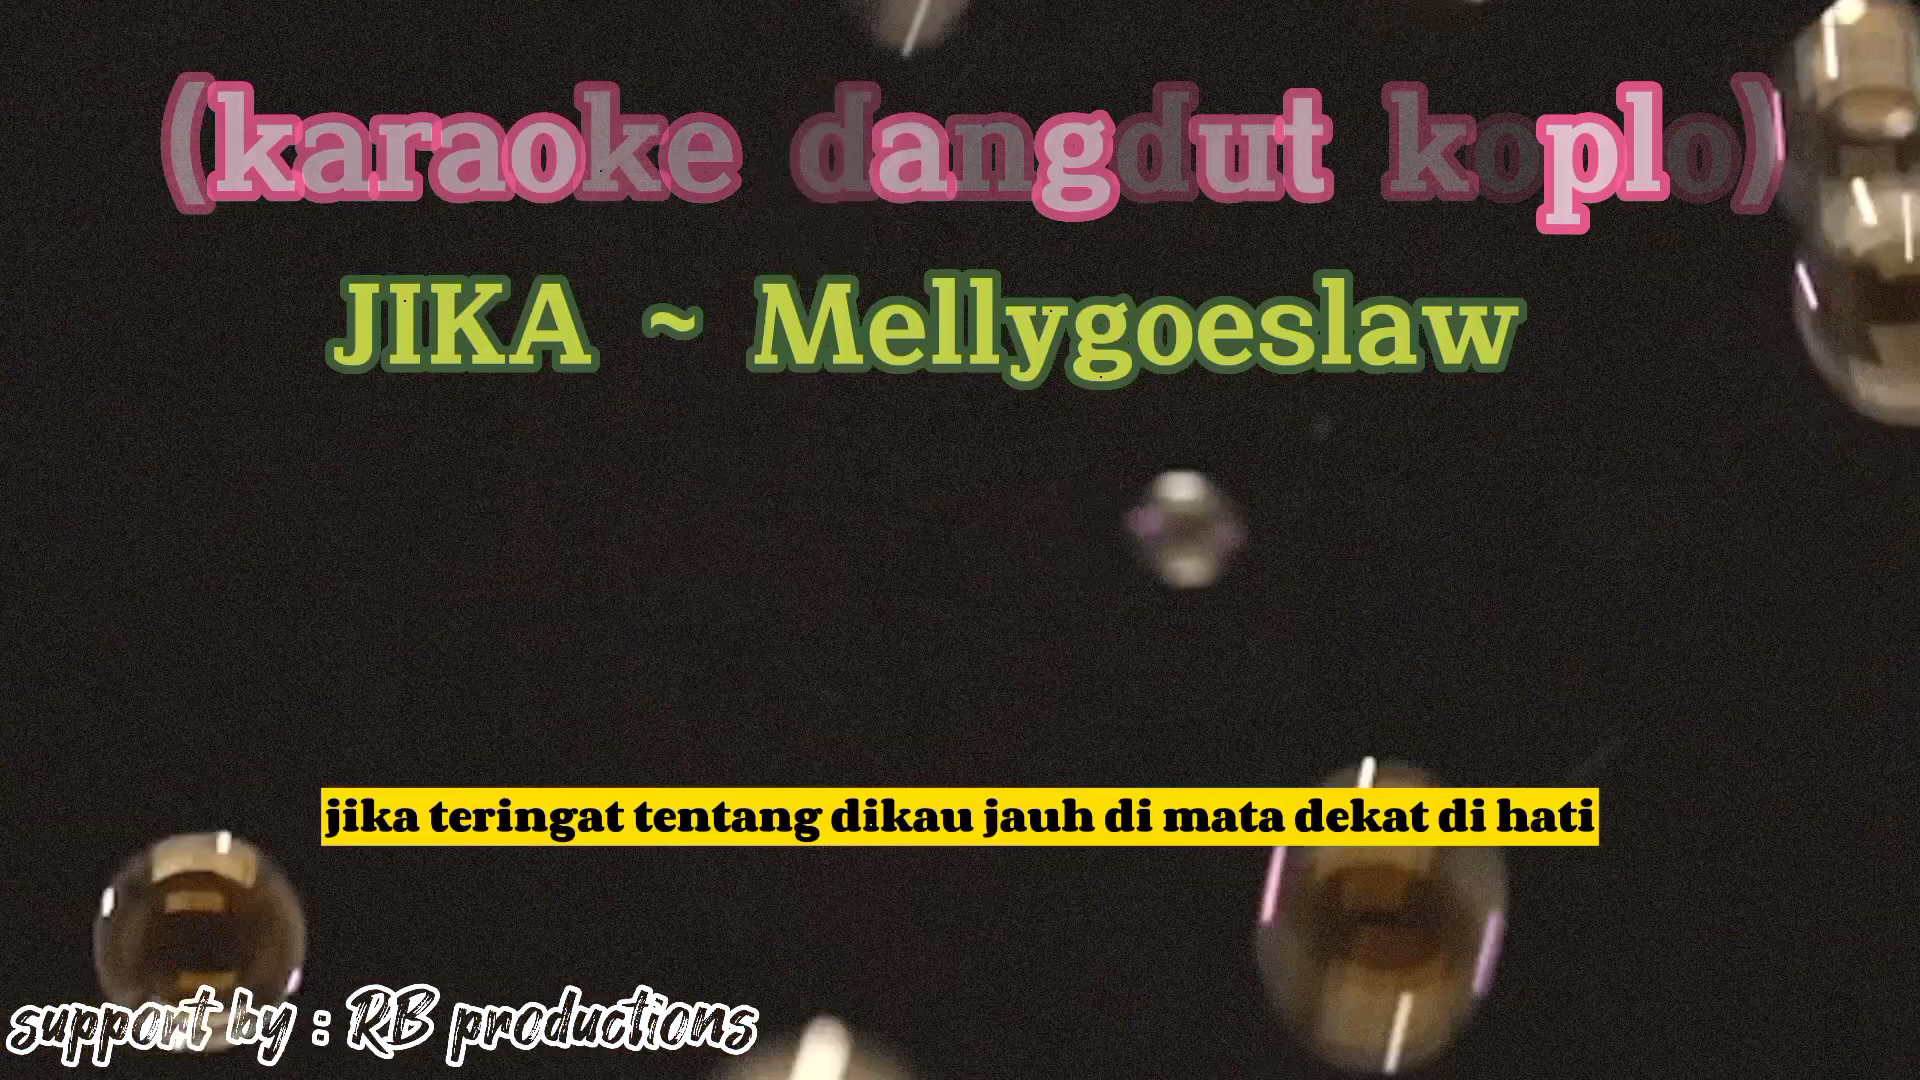 (karaoke dangdut koplo)
JIKA ~ Mellygoeslaw
jika teringat tentang dikau jauh di mata dekat di hati
support by : RB productions